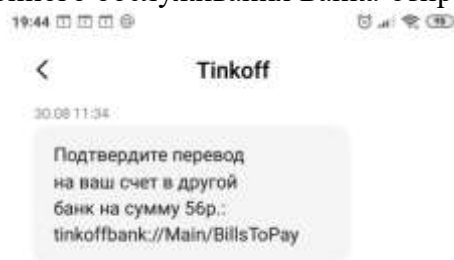 19:44
Tinkoff
30.08 11:34
Подтвердите перевод
на ваш счет в другой
банк на сумму 56р.:
tinkoffbank://Main/BillsToPay